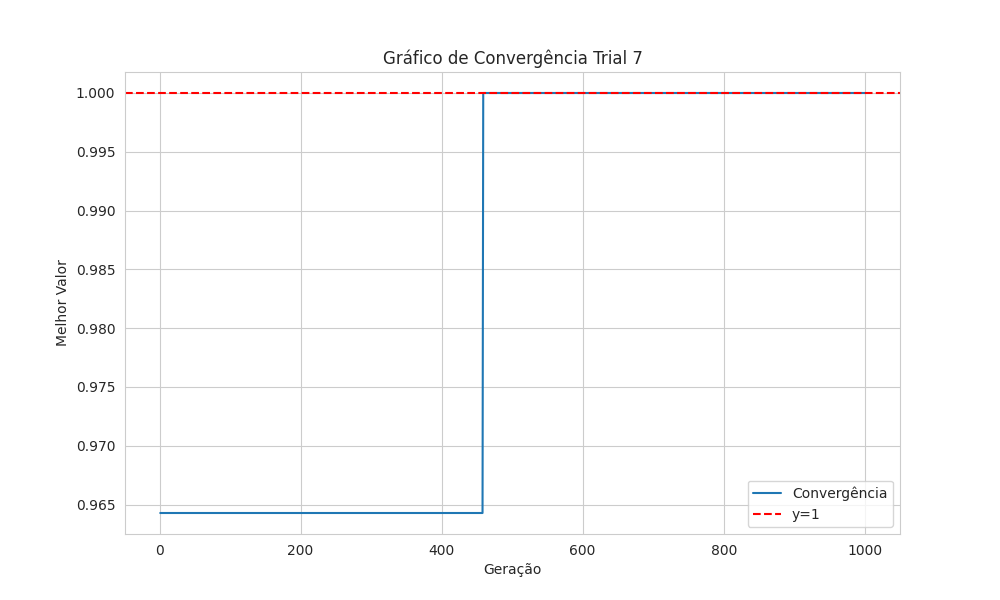 Gráfico de Convergência Trial 7
1.000
0.995
0.990
0.985
0.980
0.975
0.970
0.965
Melhor Valor
0 200 400 600 800 1000
Geração
Convergência
y=1